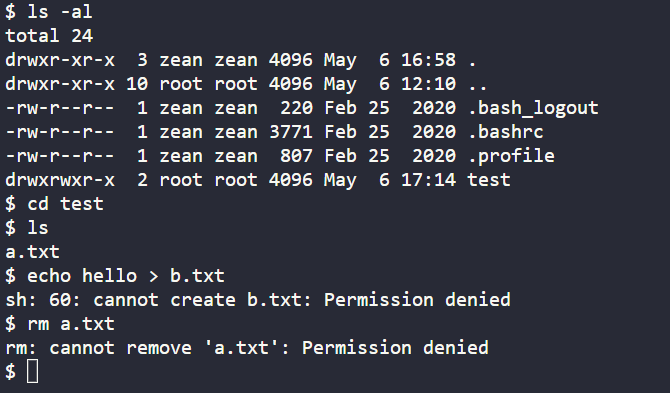 $ ls -al
total 24
drwxr-xr-x  3 zean zean 4096 May  6 16:58 .
drwxr-xr-x 10 root root 4096 May  6 12:10 ..
-rw-r--r--  1 zean zean  220 Feb 25  2020 .bash_logout
-rw-r--r--  1 zean zean 3771 Feb 25  2020 .bashrc
-rw-r--r--  1 zean zean  807 Feb 25  2020 .profile
drwxrwxr-x  2 root root 4096 May  6 17:14 test
$ cd test
$ ls
a.txt
$ echo hello > b.txt
sh: 60: cannot create b.txt: Permission denied
$ rm a.txt
rm: cannot remove 'a.txt': Permission denied
$